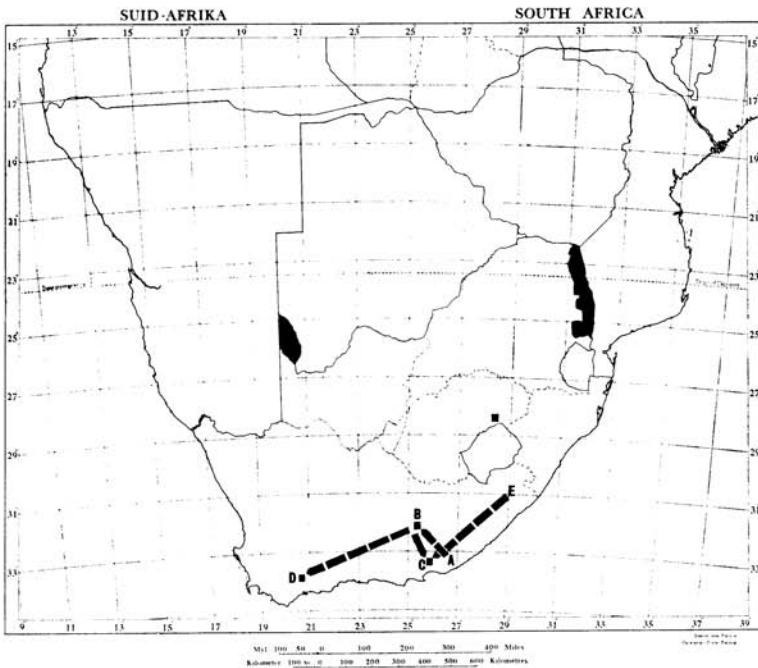 SUID-AFRIKA SOUTH AFRICA
15 13 15 17 19 21 23 25 27 29 31 33 35 37 15
17 17
19 19
21 21
23 23
25 25
27 27
29 29
31 31
33 33
E
B
C A
D
9 11 13 15 17 19 21 23 25 27 29 31 33 35 37 39
Myl 100 50 0 100 200 300 400 Miles
Kilometer 100 50 0 100 200 300 400 500 600 Kilometres